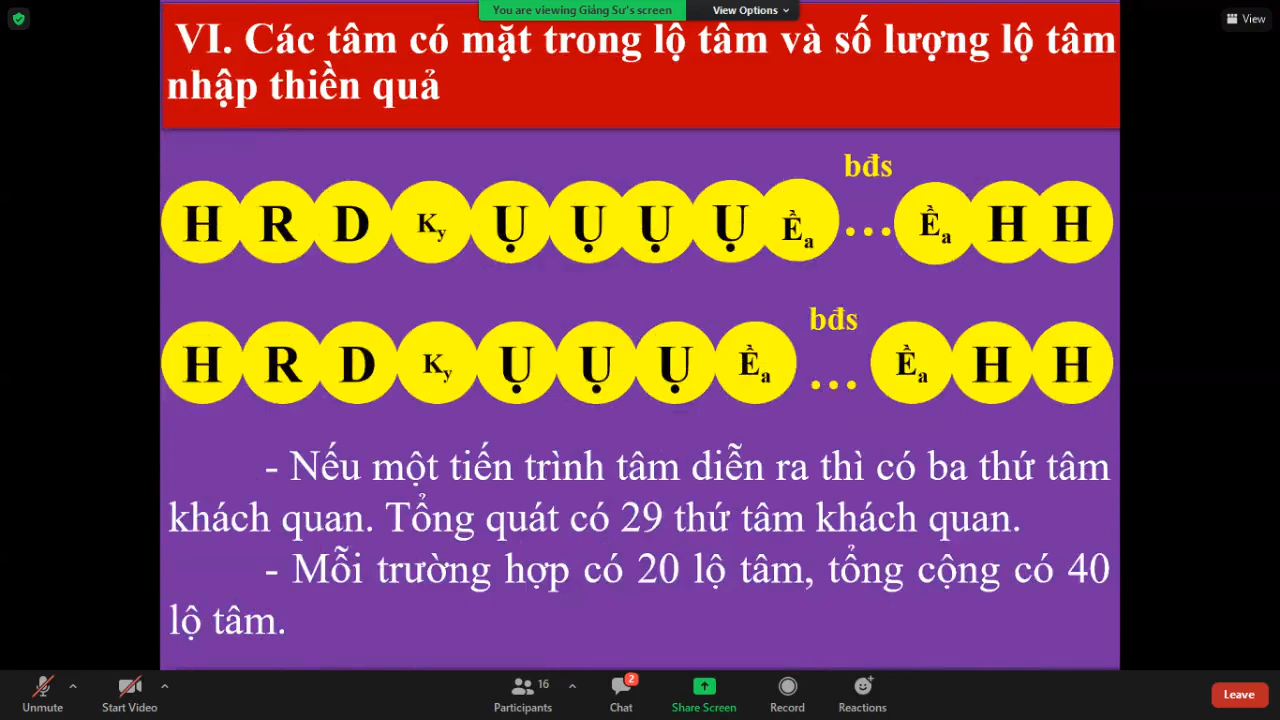 You are viewing Giảng Sư's screen
View Options
View
VI. Các tâm có mặt trong lộ tâm và số lượng lộ tâm
nhập thiền quả
bđs
H R D Ky Ụ Ụ Ụ Ụ Ềa ... Ềa H H
bđs
H R D Ky Ụ Ụ Ụ Ềa ... Ềa H H
- Nếu một tiến trình tâm diễn ra thì có ba thứ tâm
khách quan. Tổng quát có 29 thứ tâm khách quan.
- Mỗi trường hợp có 20 lộ tâm, tổng cộng có 40
lộ tâm.
16
2
Unmute
Start Video
Participants
Chat
Share Screen
Record
Reactions
Leave